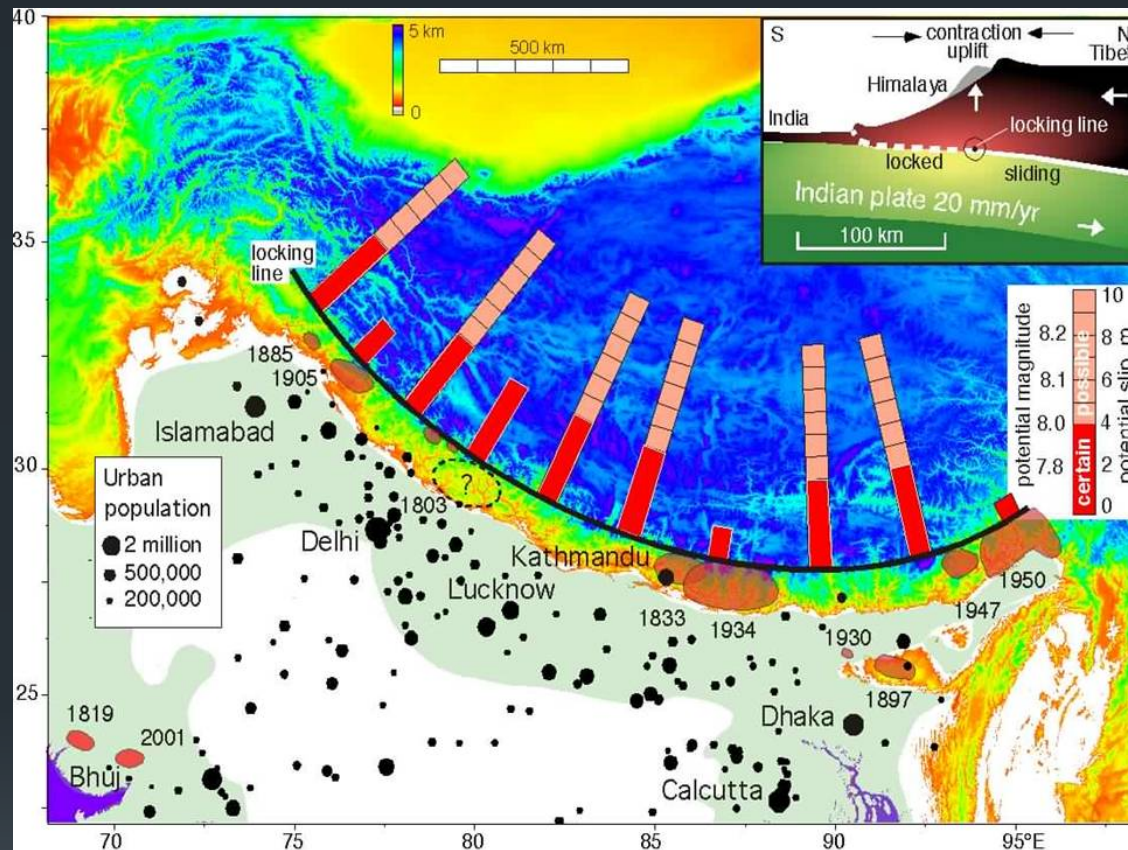 40
35
30
25
70
75
80
85
90
95°E
5 km
0
500 km
S
contraction
uplift
N
Tibet
Himalaya
India
locking line
locked
sliding
Indian plate 20 mm/yr
100 km
locking
line
potential magnitude
8.2
8.1
8.0
7.8
certain possible
10
8
6
4
2
0
potential slip, m
1885
1905
Islamabad
Urban
population
2 million
500,000
200,000
?
1803
Delhi
Kathmandu
Lucknow
1833
1934
1930
1947
1950
1897
Dhaka
Calcutta
1819
2001
Bhuj